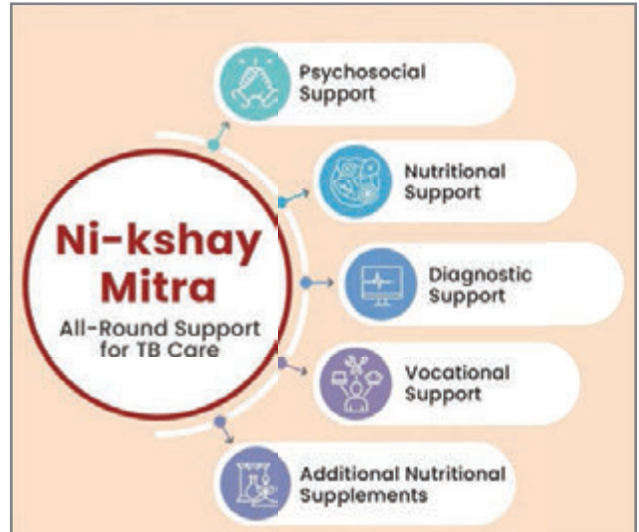 Ni-kshay
Mitra
All-Round Support
for TB Care
Psychosocial
Support
Nutritional
Support
Diagnostic
Support
Vocational
Support
Additional Nutritional
Supplements